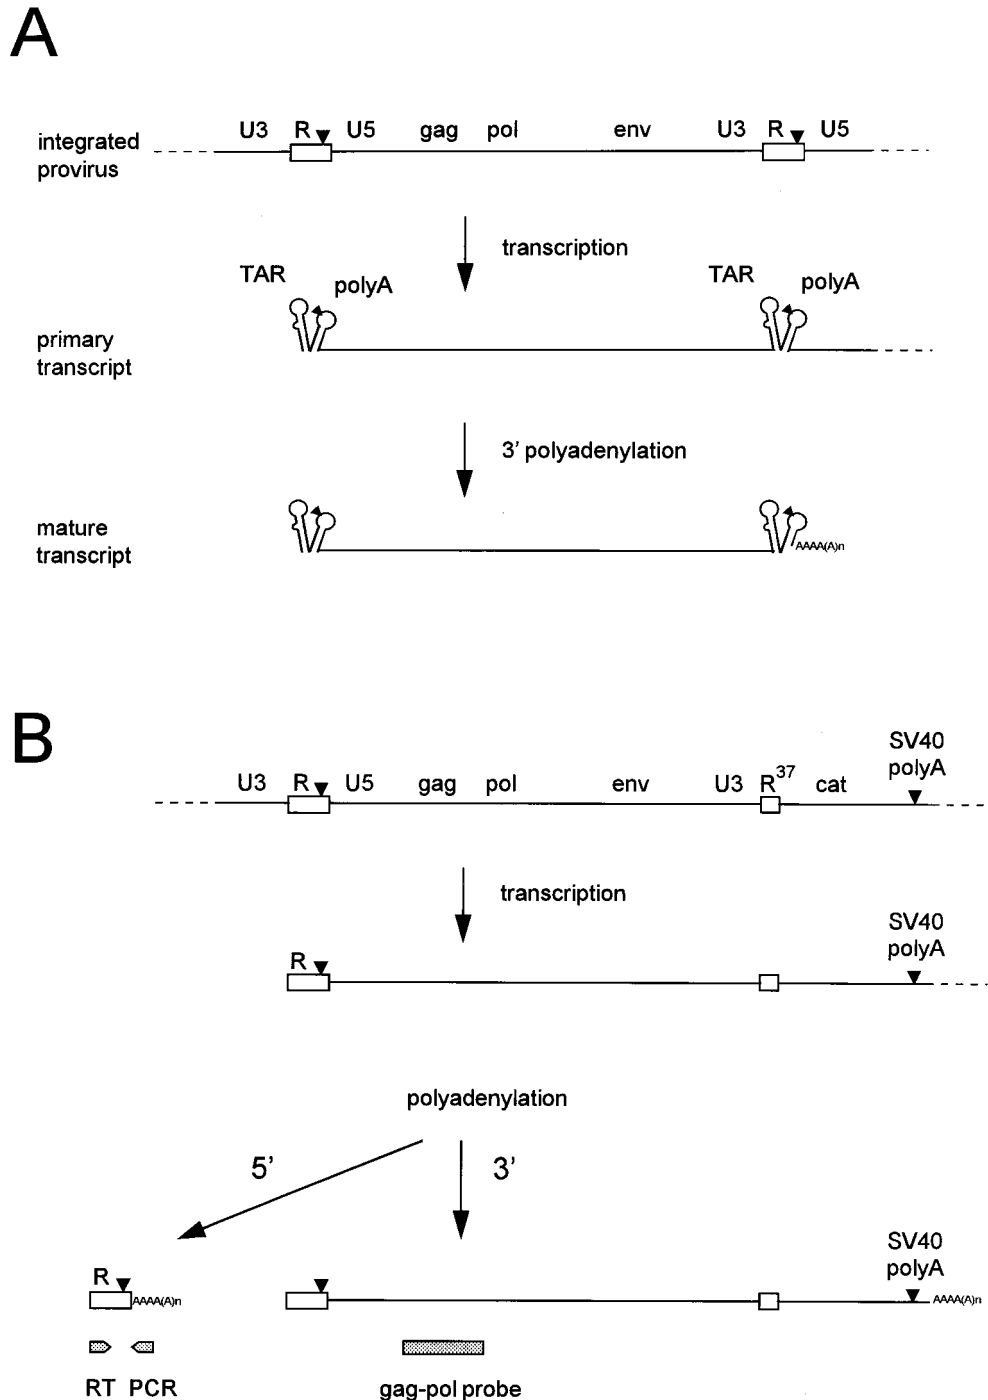 A
U3 R U5 gag pol env U3 R U5
integrated
provirus
transcription
TAR polyA TAR polyA
primary
transcript
3' polyadenylation
mature
transcript
AAAA(A)n
B
SV40
polyA
U3 R U5 gag pol env U3 R37 cat
transcription
SV40
polyA
R
polyadenylation
5' 3'
SV40
polyA
R
AAAA(A)n AAAA(A)n
RT PCR gag-pol probe